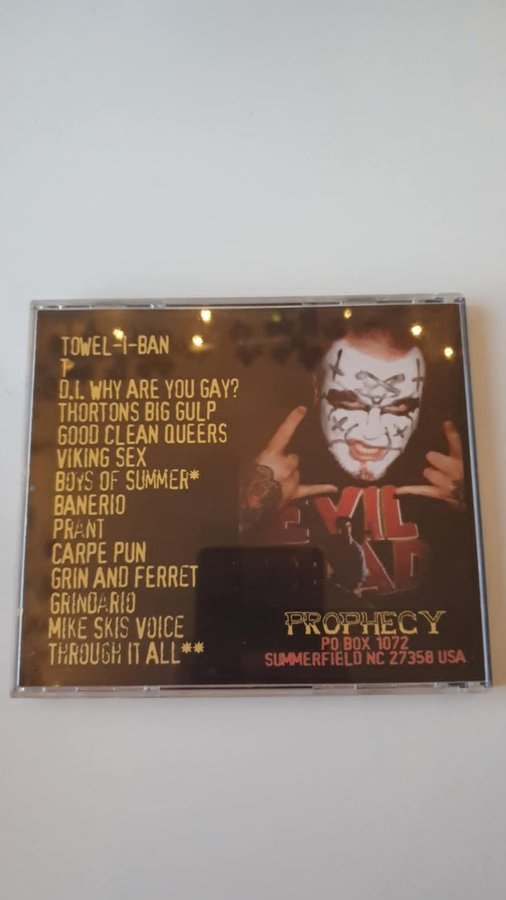 TOWEL-I-BAN
T
D.I. WHY ARE YOU GAY?
THORTONS BIG GULP
GOOD CLEAN QUEERS
VIKING SEX
BOYS OF SUMMER*
BANERIO
PRANT
CARPE PUN
GRIN AND FERRET
GRINDARIO
MIKE SKIS VOICE
THROUGH IT ALL**
EVIL
PROPHECY
PO BOX 1072
SUMMERFIELD NC 27358 USA